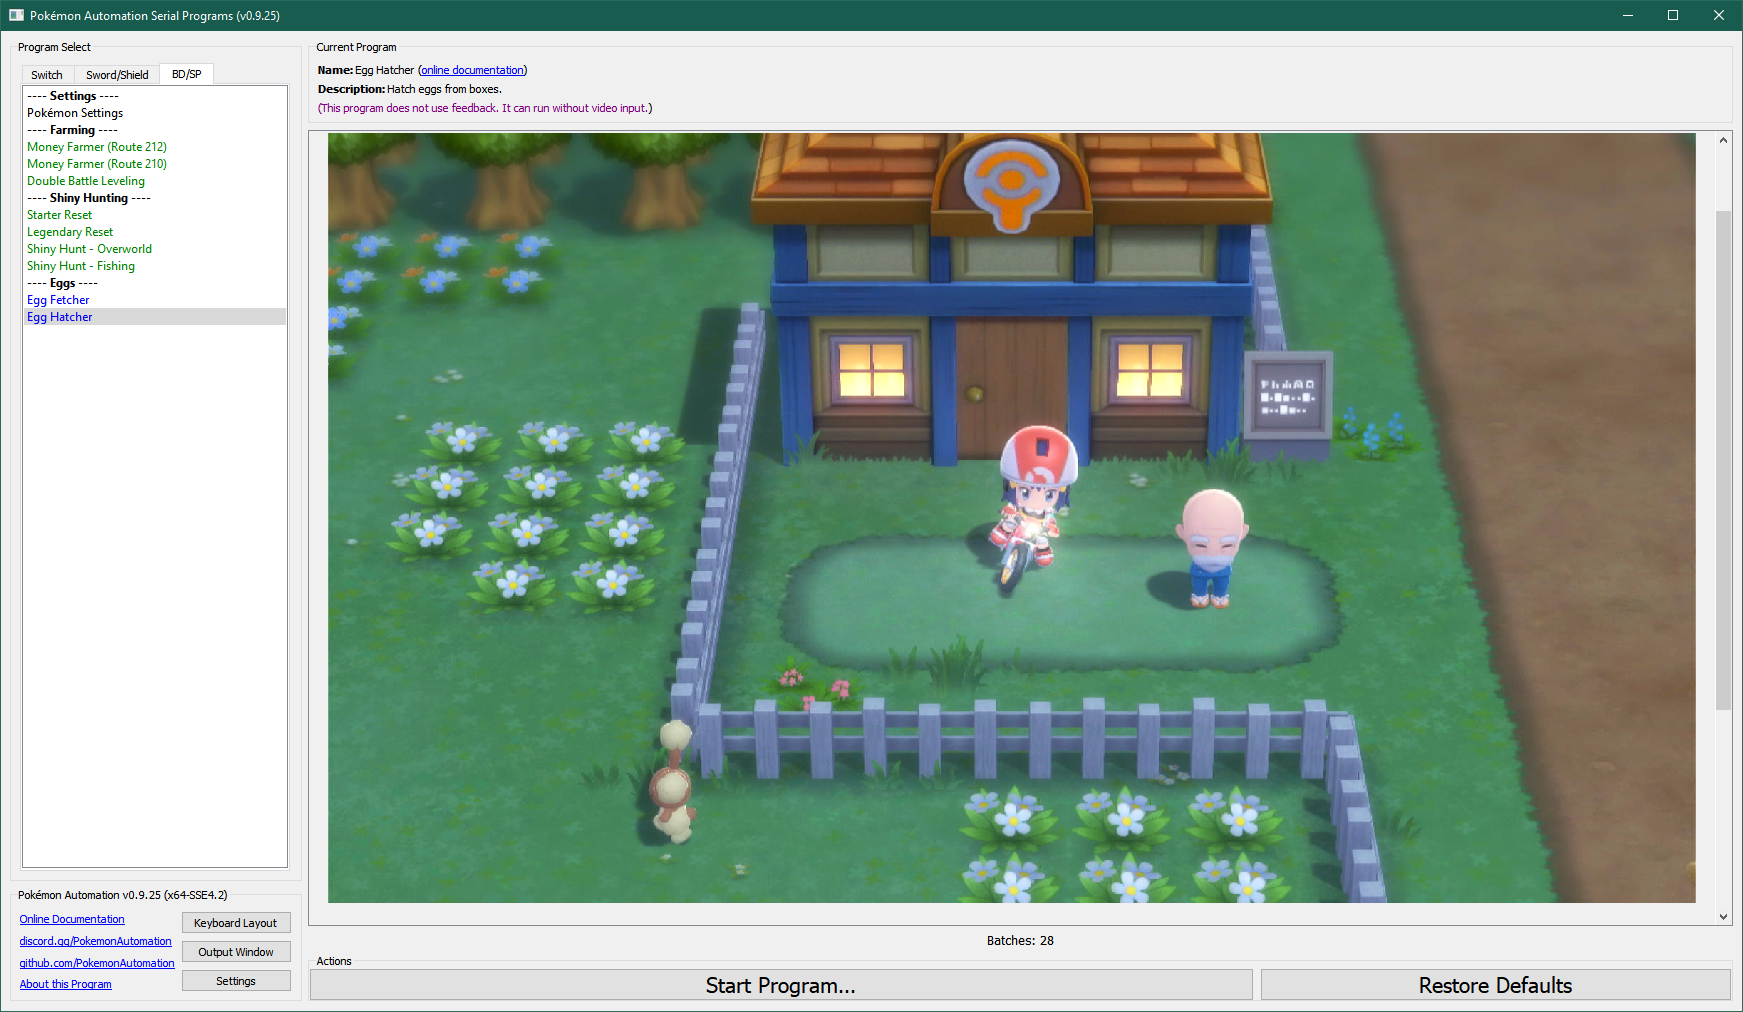 Pokémon Automation Serial Programs (v0.9.25)
Program Select
Switch
Sword/Shield
BD/SP
---- Settings ----
Pokémon Settings
---- Farming ----
Money Farmer (Route 212)
Money Farmer (Route 210)
Double Battle Leveling
---- Shiny Hunting ----
Starter Reset
Legendary Reset
Shiny Hunt - Overworld
Shiny Hunt - Fishing
---- Eggs ----
Egg Fetcher
Egg Hatcher
Pokémon Automation v0.9.25 (x64-SSE4.2)
Online Documentation
discord.gg/PokemonAutomation
github.com/PokemonAutomation
About this Program
Keyboard Layout
Output Window
Settings
Current Program
Name: Egg Hatcher (online documentation)
Description: Hatch eggs from boxes.
(This program does not use feedback. It can run without video input.)
Batches: 28
Actions
Start Program...
Restore Defaults